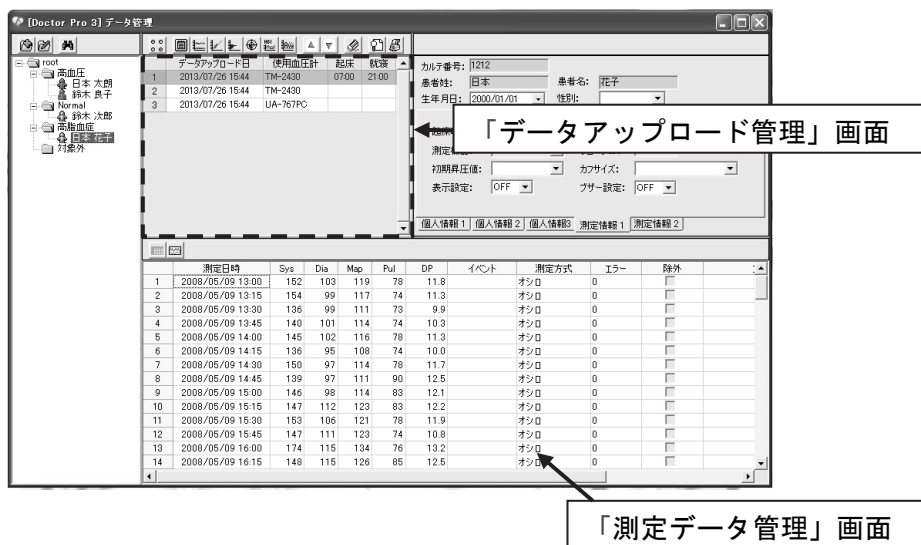 [Doctor Pro 3] データ管理
root
高血圧
日本 太朗
鈴木 良子
Normal
鈴木 次郎
高脂血症
日本 花子
対象外
データアップロード日 使用血圧計 起床 就寝
1 2013/07/26 15:44 TM-2430 07:00 21:00
2 2013/07/26 15:44 TM-2430
3 2013/07/26 15:44 UA-767PC
カルテ番号: 1212
患者姓: 日本 患者名: 花子
生年月日: 2000/01/01 性別:
「データアップロード管理」画面
初期昇圧値: カフサイズ:
表示設定: OFF ブザー設定: OFF
個人情報 1 個人情報 2 個人情報3 測定情報 1 測定情報 2
測定日時 Sys Dia Map Pul DP イベント 測定方式 エラー 除外
1 2008/05/09 13:00 152 103 119 78 11.8 オシロ 0
2 2008/05/09 13:15 154 99 117 74 11.3 オシロ 0
3 2008/05/09 13:30 136 99 111 73 9.9 オシロ 0
4 2008/05/09 13:45 140 101 114 74 10.3 オシロ 0
5 2008/05/09 14:00 145 102 116 78 11.3 オシロ 0
6 2008/05/09 14:15 136 95 108 74 10.0 オシロ 0
7 2008/05/09 14:30 150 97 114 78 11.7 オシロ 0
8 2008/05/09 14:45 139 97 111 90 12.5 オシロ 0
9 2008/05/09 15:00 146 98 114 83 12.1 オシロ 0
10 2008/05/09 15:15 147 112 123 83 12.2 オシロ 0
11 2008/05/09 15:30 153 106 121 78 11.9 オシロ 0
12 2008/05/09 15:45 147 111 123 74 10.8 オシロ 0
13 2008/05/09 16:00 174 115 134 76 13.2 オシロ 0
14 2008/05/09 16:15 148 115 126 85 12.5 オシロ 0
「測定データ管理」画面